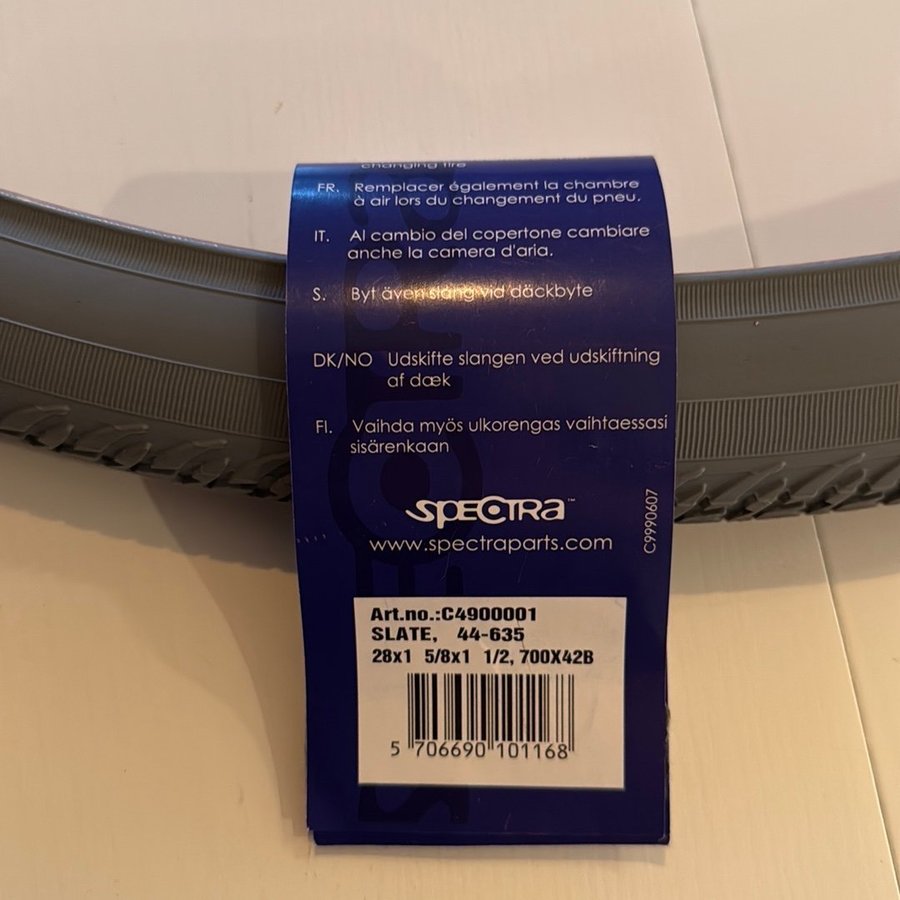 changing tire
FR. Remplacer également la chambre
à air lors du changement du pneu.
IT. Al cambio del copertone cambiare
anche la camera d'aria.
S. Byt även slang vid däckbyte
DK/NO Udskifte slangen ved udskiftning
af dæk
FI. Vaihda myös ulkorengas vaihtaessasi
sisärenkaan
SPECTRA™
www.spectraparts.com
C9990607
Art.no.:C4900001
SLATE, 44-635
28x1 5/8x1 1/2, 700X42B
5 706690 101168